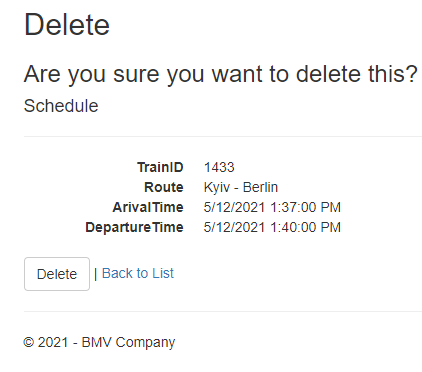 Delete
Are you sure you want to delete this?
Schedule
TrainID 1433
Route Kyiv - Berlin
ArivalTime 5/12/2021 1:37:00 PM
DepartureTime 5/12/2021 1:40:00 PM
Delete | Back to List
© 2021 - BMV Company